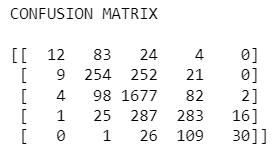 CONFUSION MATRIX
[[ 12 83 24 4 0]
[ 9 254 252 21 0]
[ 4 98 1677 82 2]
[ 1 25 287 283 16]
[ 0 1 26 109 30]]